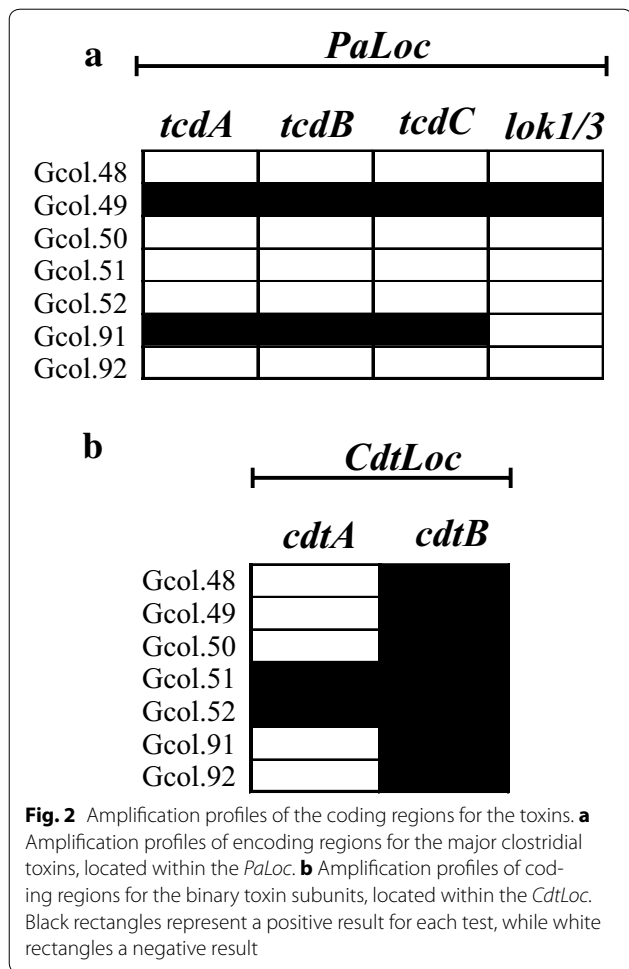 a
PaLoc
tcdA tcdB tcdC lok1/3
Gcol.48
Gcol.49
Gcol.50
Gcol.51
Gcol.52
Gcol.91
Gcol.92
b
CdtLoc
cdtA cdtB
Gcol.48
Gcol.49
Gcol.50
Gcol.51
Gcol.52
Gcol.91
Gcol.92
Fig. 2 Amplification profiles of the coding regions for the toxins. a
Amplification profiles of encoding regions for the major clostridial
toxins, located within the PaLoc. b Amplification profiles of cod-
ing regions for the binary toxin subunits, located within the CdtLoc.
Black rectangles represent a positive result for each test, while white
rectangles a negative result